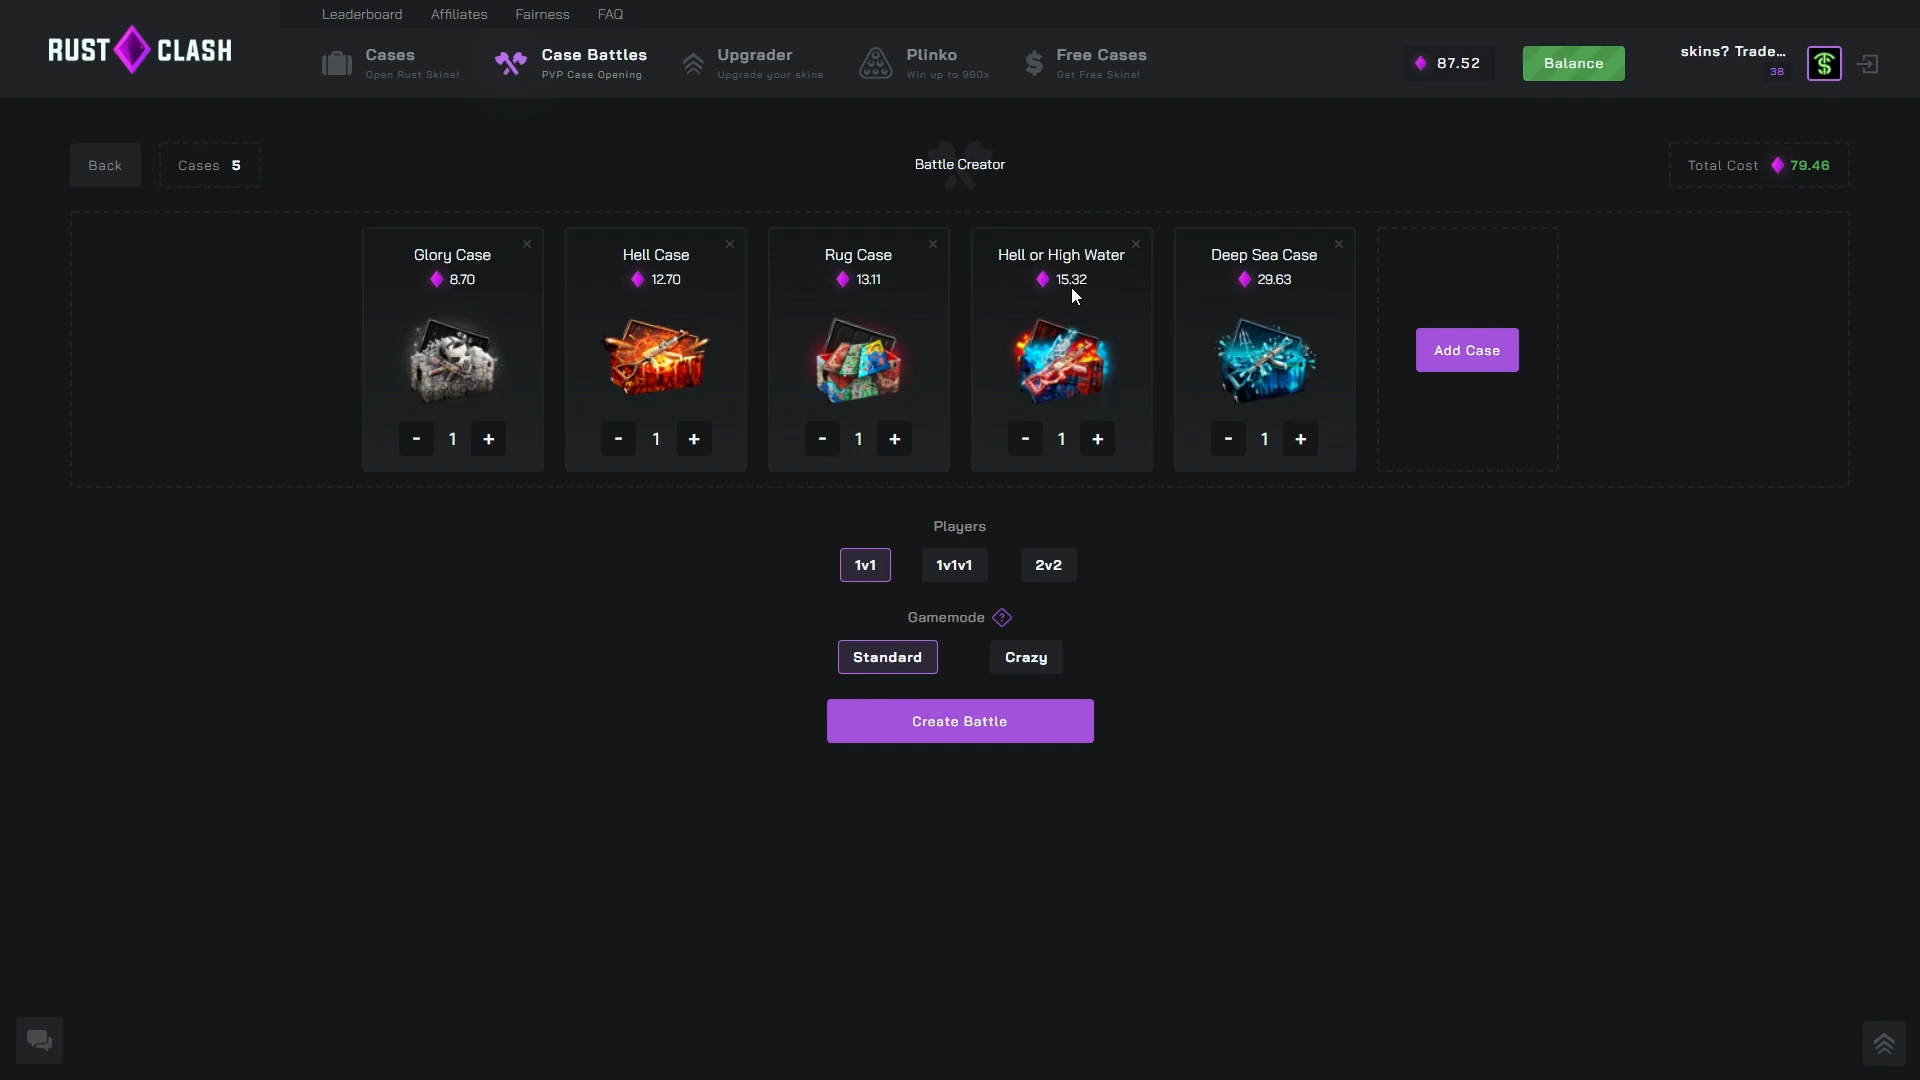 Leaderboard Affiliates Fairness FAQ
RUST CLASH
Cases
Open Rust Skins!
Case Battles
PVP Case Opening
Upgrader
Upgrade your skins
Plinko
Win up to 960x
Free Cases
Get Free Skins!
87.52
Balance
skins? Trade...
38
Back
Cases 5
Battle Creator
Total Cost 79.46
Glory Case
8.70
- 1 +
Hell Case
12.70
- 1 +
Rug Case
13.11
- 1 +
Hell or High Water
15.32
- 1 +
Deep Sea Case
29.63
- 1 +
Add Case
Players
1v1 1v1v1 2v2
Gamemode ?
Standard Crazy
Create Battle